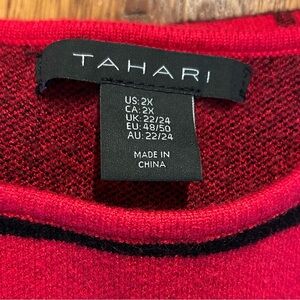 TAHARI
US: 2X
CA: 2X
UK: 22/24
EU: 48/50
AU: 22/24
MADE IN
CHINA